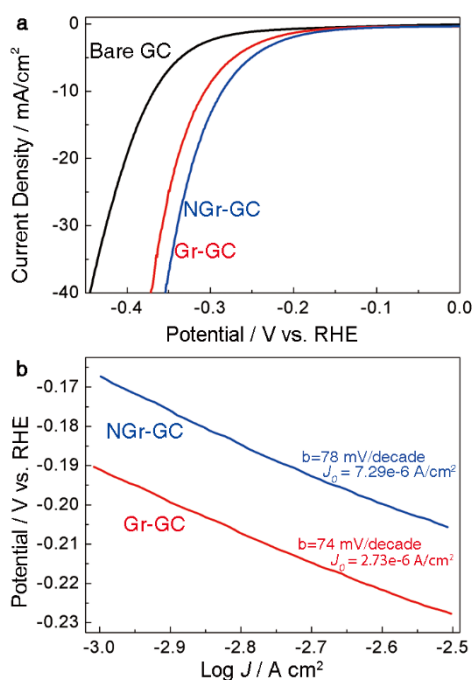 a
0
Bare GC
-10
-20
NGr-GC
-30
Gr-GC
-40
-0.4 -0.3 -0.2 -0.1 0.0
Current Density / mA/cm²
Potential / V vs. RHE
b
-0.17
NGr-GC
-0.18
b=78 mV/decade
-0.19
J₀ = 7.29e-6 A/cm²
-0.20
Gr-GC
b=74 mV/decade
-0.21
J₀ = 2.73e-6 A/cm²
-0.22
-0.23
-3.0 -2.9 -2.8 -2.7 -2.6 -2.5
Potential / V vs. RHE
Log J / A cm²